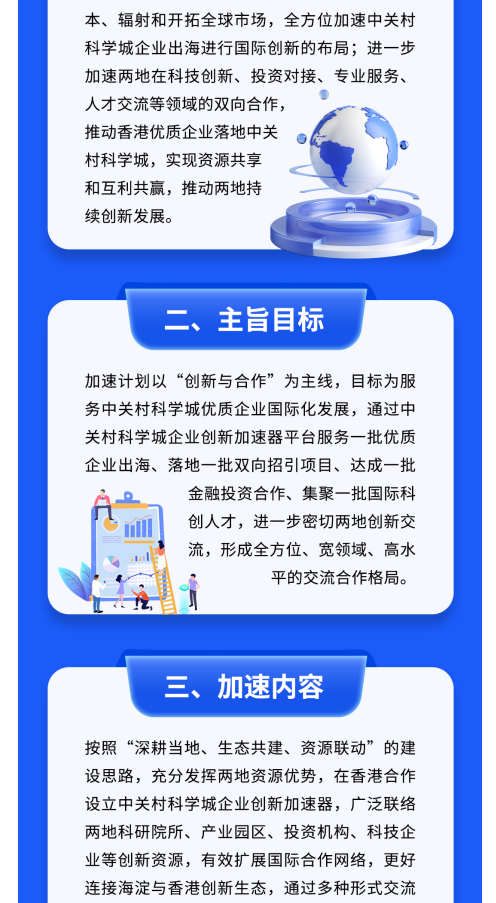 本、辐射和开拓全球市场，全方位加速中关村
科学城企业出海进行国际创新的布局；进一步
加速两地在科技创新、投资对接、专业服务、
人才交流等领域的双向合作，
推动香港优质企业落地中关
村科学城，实现资源共享
和互利共赢，推动两地持
续创新发展。
二、主旨目标
加速计划以“创新与合作”为主线，目标为服
务中关村科学城优质企业国际化发展，通过中
关村科学城企业创新加速器平台服务一批优质
企业出海、落地一批双向招引项目、达成一批
金融投资合作、集聚一批国际科
创人才，进一步密切两地创新交
流，形成全方位、宽领域、高水
平的交流合作格局。
三、加速内容
按照“深耕当地、生态共建、资源联动”的建
设思路，充分发挥两地资源优势，在香港合作
设立中关村科学城企业创新加速器，广泛联络
两地科研院所、产业园区、投资机构、科技企
业等创新资源，有效扩展国际合作网络，更好
连接海淀与香港创新生态，通过多种形式交流